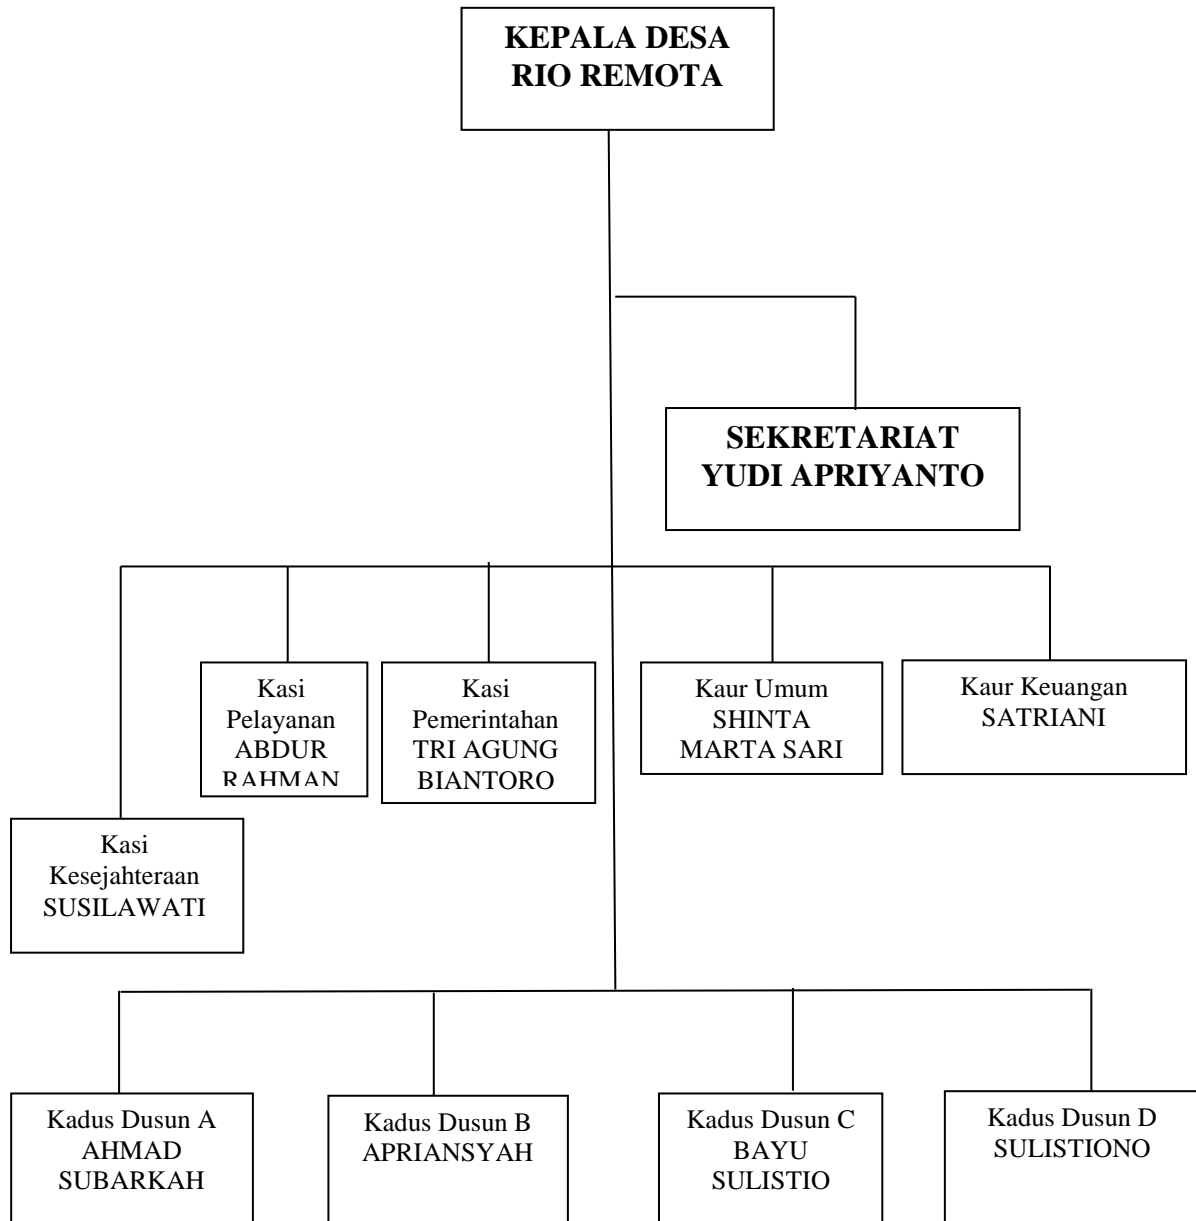 KEPALA DESA
RIO REMOTA
SEKRETARIAT
YUDI APRIYANTO
Kasi
Pelayanan
ABDUR
RAHMAN
Kasi
Pemerintahan
TRI AGUNG
BIANTORO
Kaur Umum
SHINTA
MARTA SARI
Kaur Keuangan
SATRIANI
Kasi
Kesejahteraan
SUSILAWATI
Kadus Dusun A
AHMAD
SUBARKAH
Kadus Dusun B
APRIANSYAH
Kadus Dusun C
BAYU
SULISTIO
Kadus Dusun D
SULISTIONO